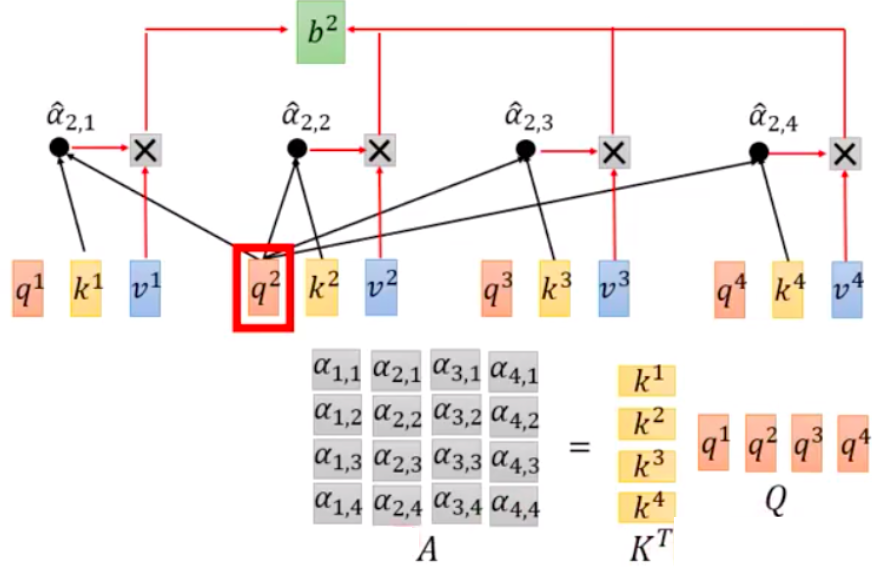 b²
α̂₂,₁ α̂₂,₂ α̂₂,₃ α̂₂,₄
× × × ×
q¹ k¹ v¹ q² k² v² q³ k³ v³ q⁴ k⁴ v⁴
α₁,₁ α₂,₁ α₃,₁ α₄,₁ k¹
α₁,₂ α₂,₂ α₃,₂ α₄,₂ k²
= q¹ q² q³ q⁴
α₁,₃ α₂,₃ α₃,₃ α₄,₃ k³
α₁,₄ α₂,₄ α₃,₄ α₄,₄ k⁴ Q
A Kᵀ